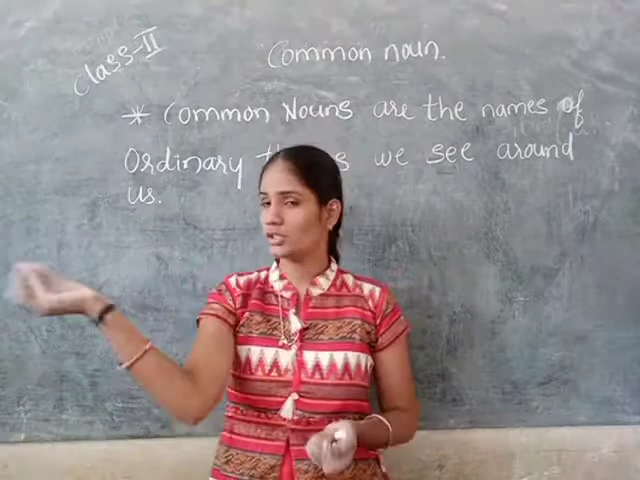 Class-II
Common noun.
* Common Nouns are the names of
Ordinary we see around
us.